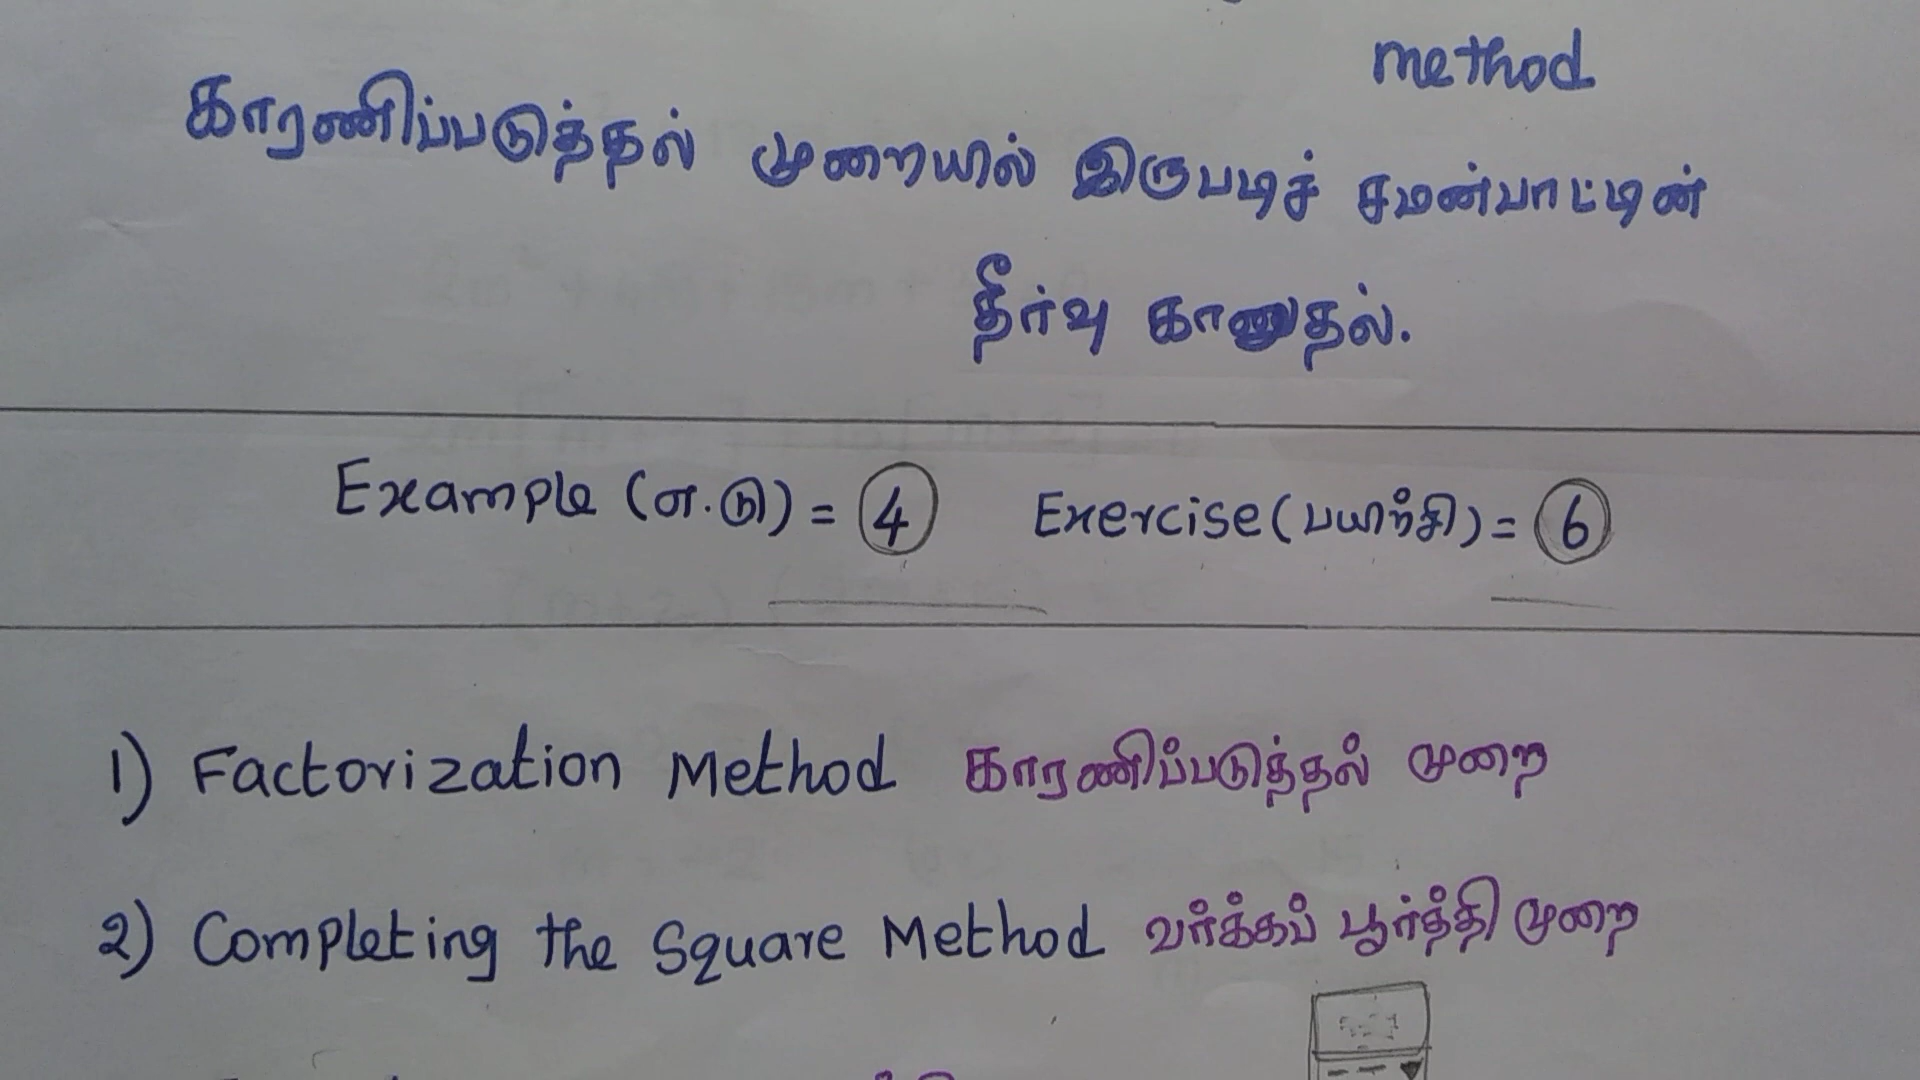 method
காரணிப்படுத்தல் முறையில் இருபடிச் சமன்பாட்டின்
தீர்வு காணுதல்.
Example (எ.டு) = 4 Exercise (பயிற்சி) = 6
1) Factorization Method காரணிப்படுத்தல் முறை
2) Completing the Square Method வர்க்கப் பூர்த்தி முறை